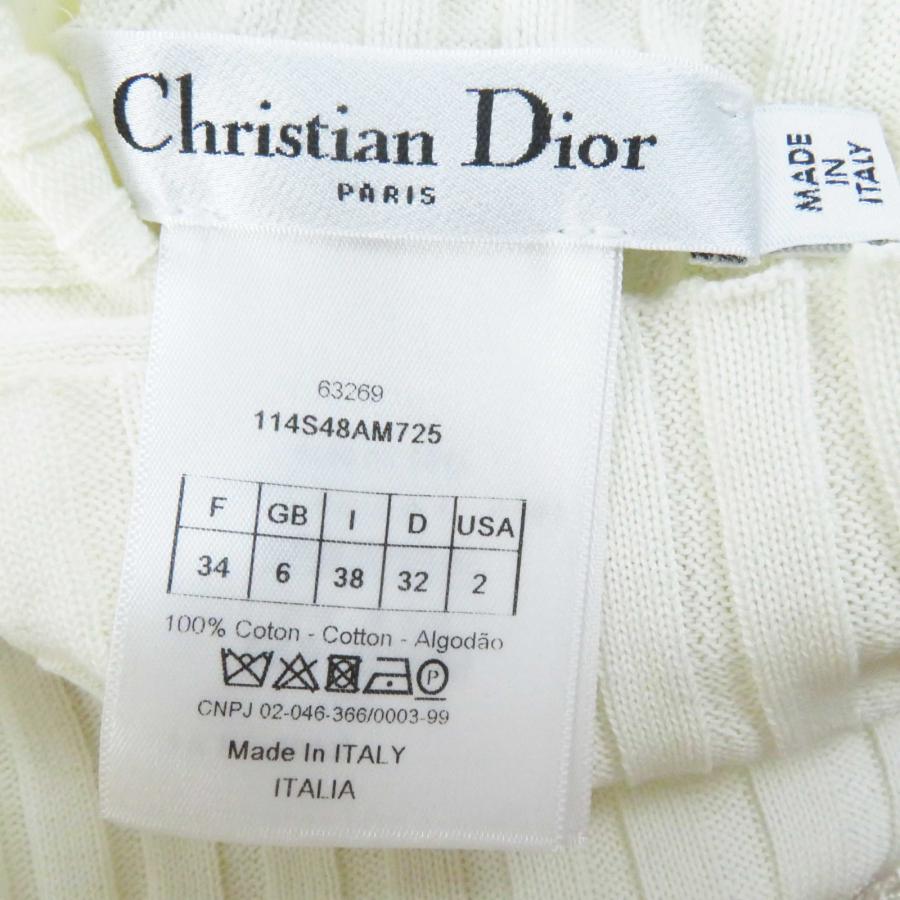 Christian Dior
PARIS
MADE
IN
ITALY
63269
114S48AM725
F GB I D USA
34 6 38 32 2
100% Coton - Cotton - Algodão
P
CNPJ 02-046-366/0003-99
Made In ITALY
ITALIA